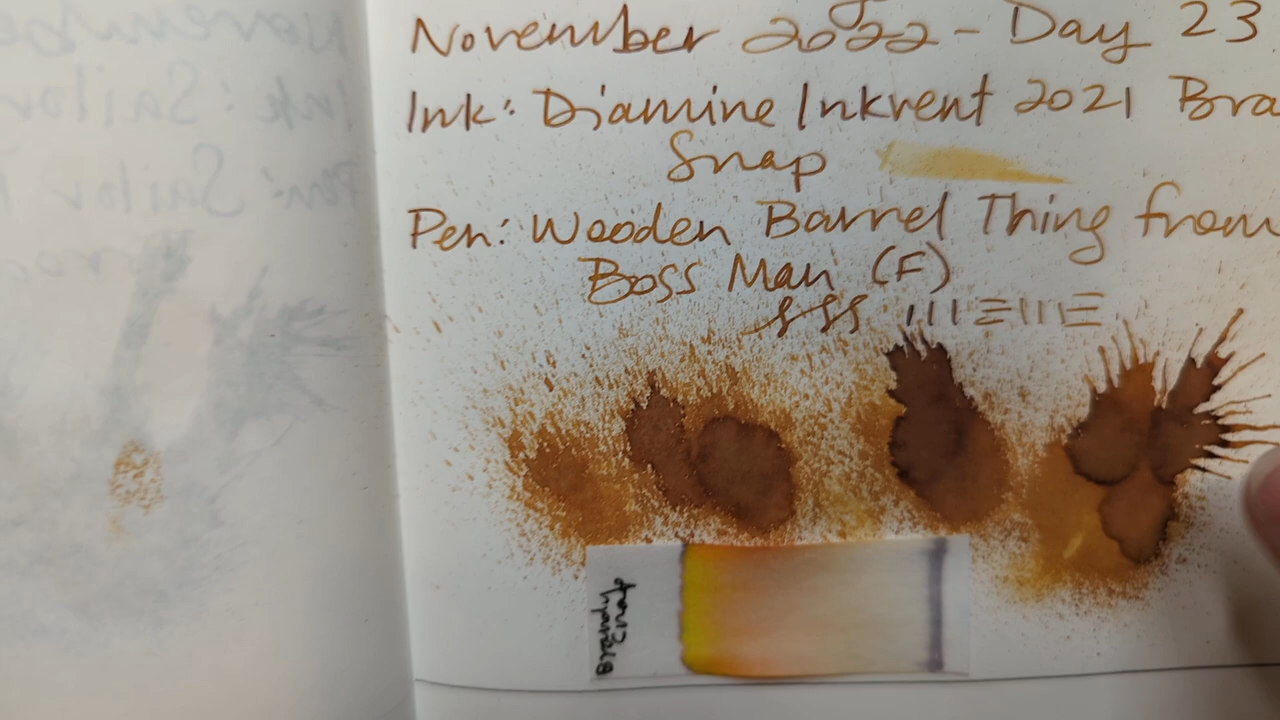 November 2022 - Day 23
Ink: Diamine Inkvent 2021 Bra
Snap
Pen: Wooden Barrel Thing from
Boss Man (F)